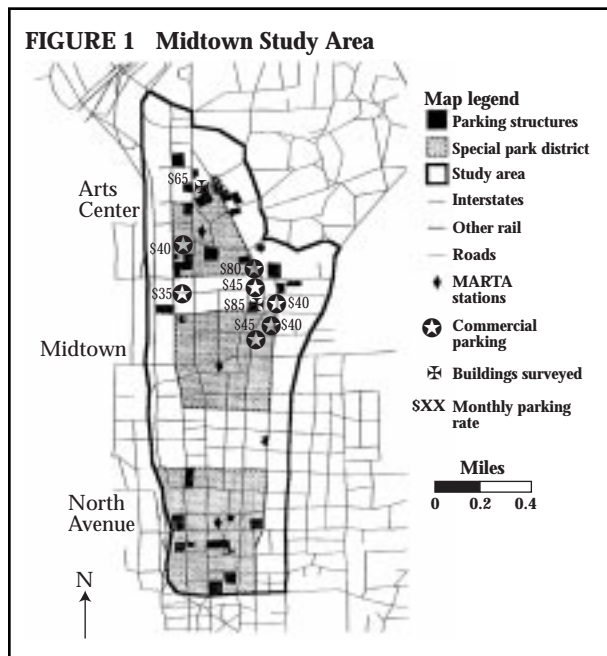 FIGURE 1 Midtown Study Area
Map legend
Parking structures
Special park district
Study area
Interstates
Other rail
Roads
MARTA
stations
Commercial
parking
Buildings surveyed
$XX Monthly parking
rate
Miles
0 0.2 0.4
Arts
Center
$65
$40
$80
$45
$35
$85
$40
$45
$40
Midtown
North
Avenue
N